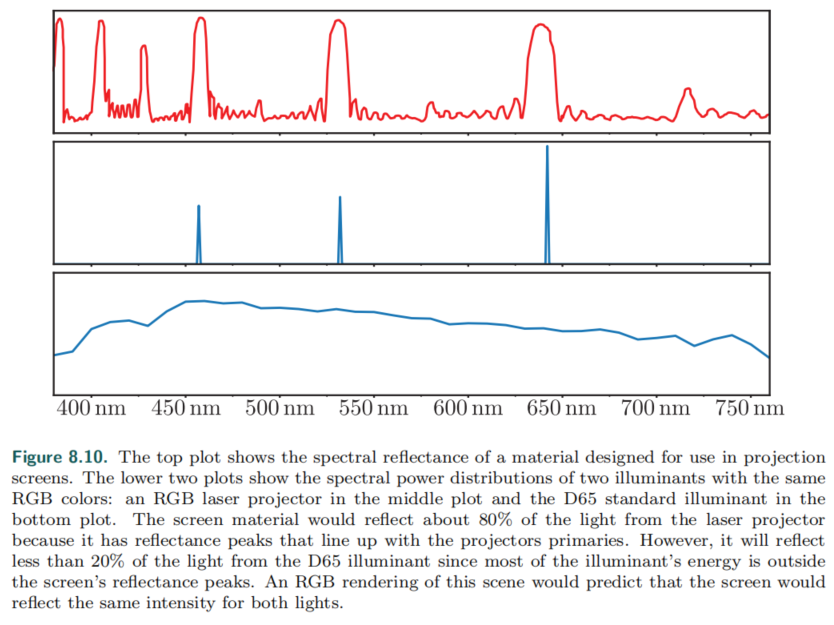 400 nm 450 nm 500 nm 550 nm 600 nm 650 nm 700 nm 750 nm
Figure 8.10. The top plot shows the spectral reflectance of a material designed for use in projection
screens. The lower two plots show the spectral power distributions of two illuminants with the same
RGB colors: an RGB laser projector in the middle plot and the D65 standard illuminant in the
bottom plot. The screen material would reflect about 80% of the light from the laser projector
because it has reflectance peaks that line up with the projectors primaries. However, it will reflect
less than 20% of the light from the D65 illuminant since most of the illuminant's energy is outside
the screen's reflectance peaks. An RGB rendering of this scene would predict that the screen would
reflect the same intensity for both lights.